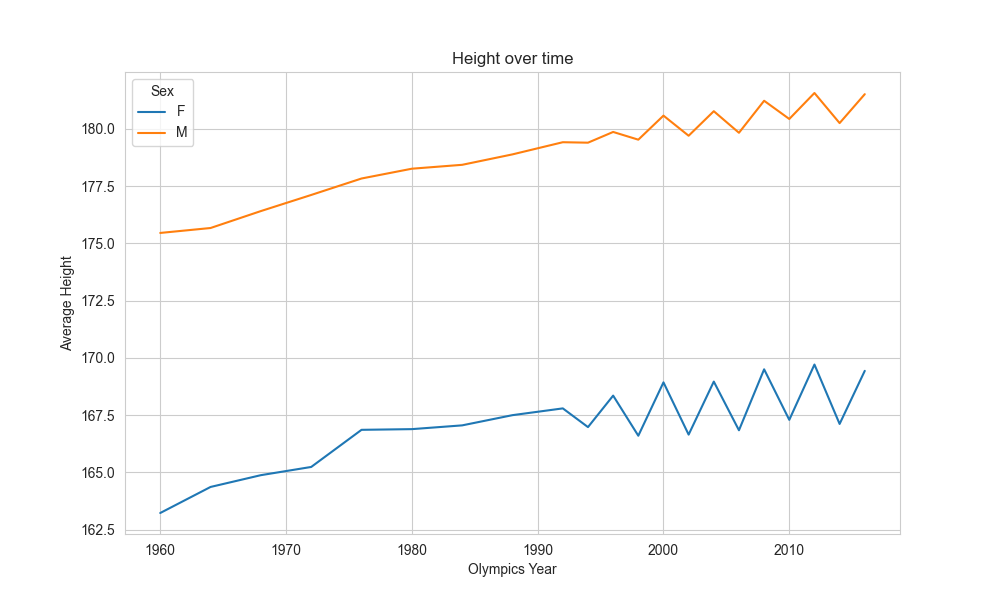 Height over time
Sex
F
M
180.0
177.5
175.0
172.5
170.0
167.5
165.0
162.5
Average Height
1960 1970 1980 1990 2000 2010
Olympics Year